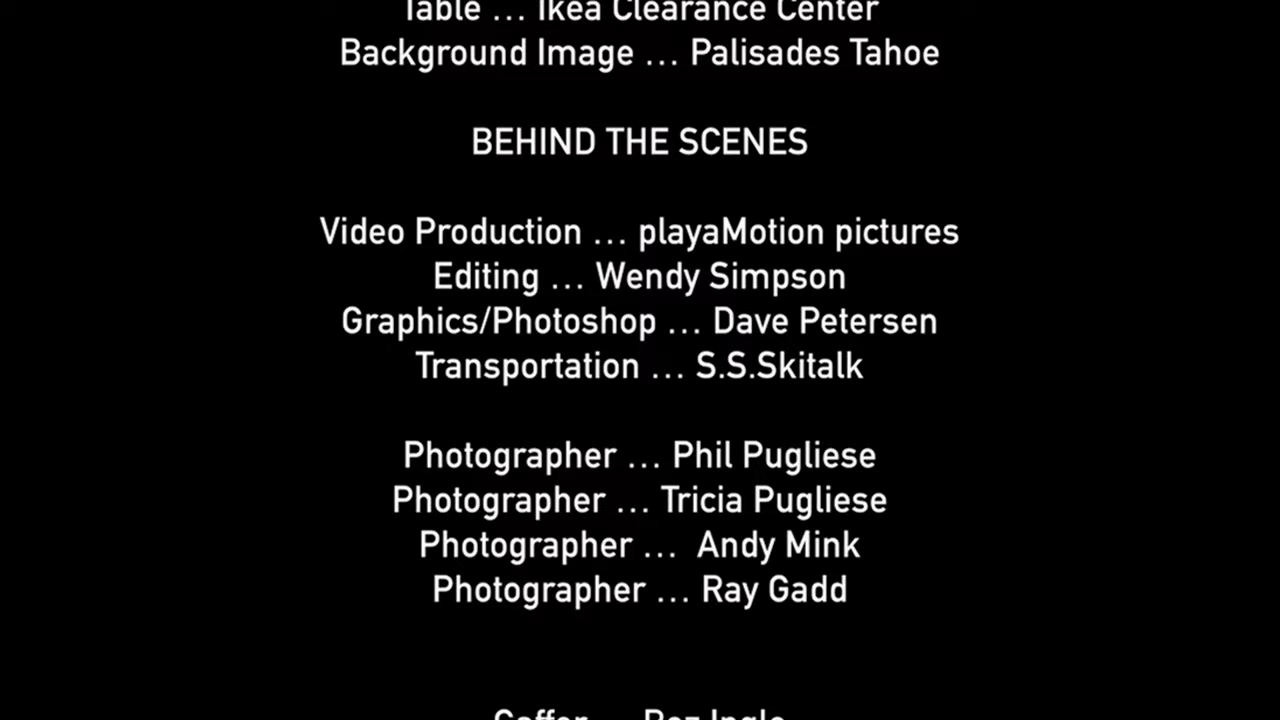 Table ... Ikea Clearance Center
Background Image ... Palisades Tahoe
BEHIND THE SCENES
Video Production ... playaMotion pictures
Editing ... Wendy Simpson
Graphics/Photoshop ... Dave Petersen
Transportation ... S.S.Skitalk
Photographer ... Phil Pugliese
Photographer ... Tricia Pugliese
Photographer ... Andy Mink
Photographer ... Ray Gadd
Gaffer ...